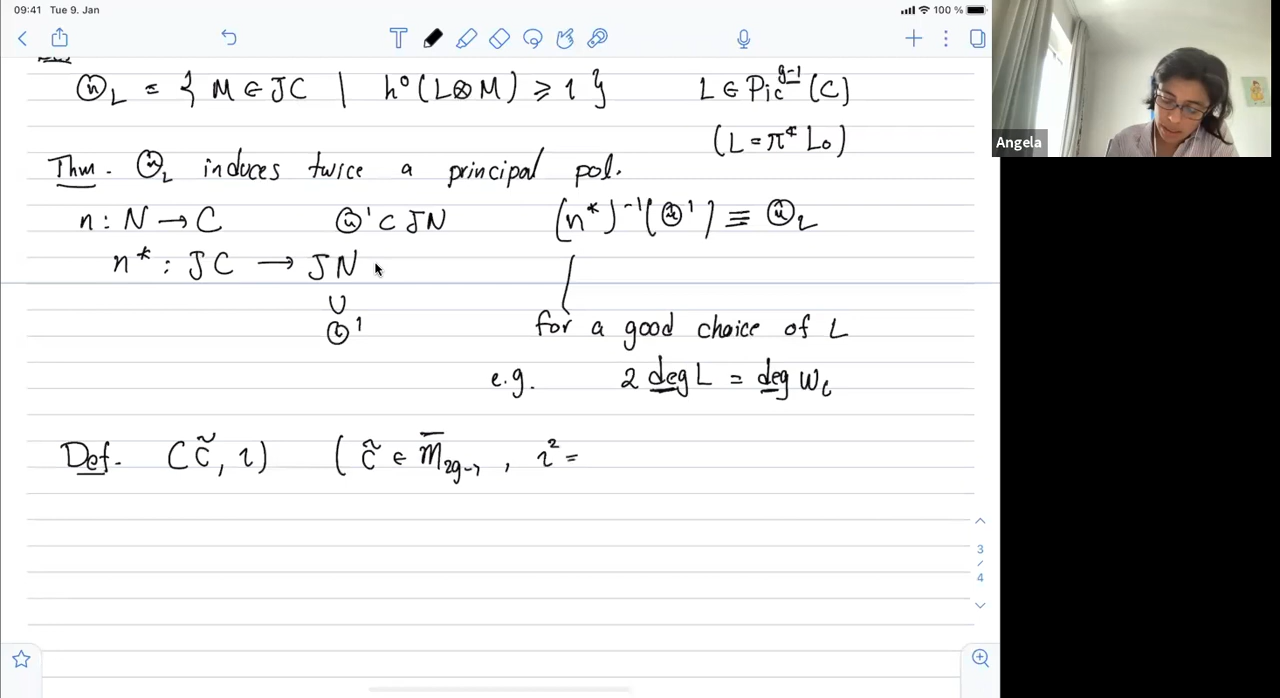 09:41 Tue 9. Jan
100 %
Θ_L = { M ∈ JC | h⁰(L⊗M) ≥ 1 } L ∈ Pic^{g-1}(C)
(L = π* L₀)
Thm. Θ_L induces twice a principal pol.
n : N → C Θ' ⊂ JN (n*)⁻¹(Θ') ≡ Θ_L
n* : JC → JN
∪
Θ'
for a good choice of L
e.g. 2 deg L = deg ω_C
Def. (C̃, ι) ( C̃ ∈ M̄_{2g-1} , ι² =
3
/
4
Angela